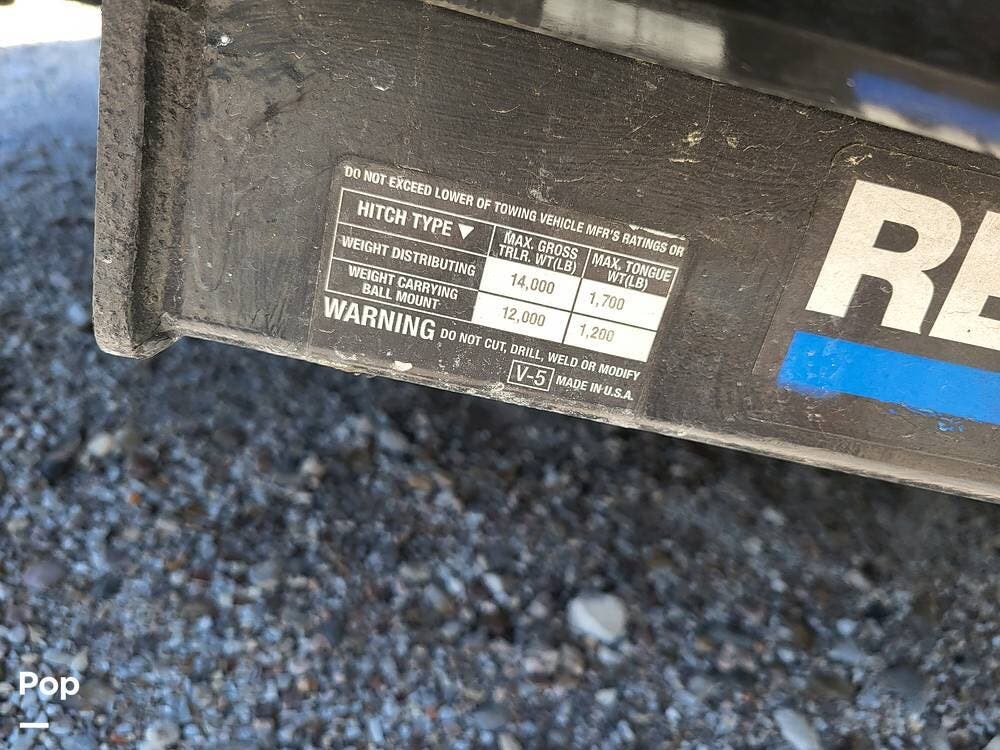 DO NOT EXCEED LOWER OF TOWING VEHICLE MFR'S RATINGS OR
HITCH TYPE ▼
MAX. GROSS
TRLR. WT(LB)
MAX. TONGUE
WT(LB)
WEIGHT DISTRIBUTING
14,000
1,700
WEIGHT CARRYING
BALL MOUNT
12,000
1,200
WARNING DO NOT CUT, DRILL, WELD OR MODIFY
V-5 MADE IN U.S.A.
Pop